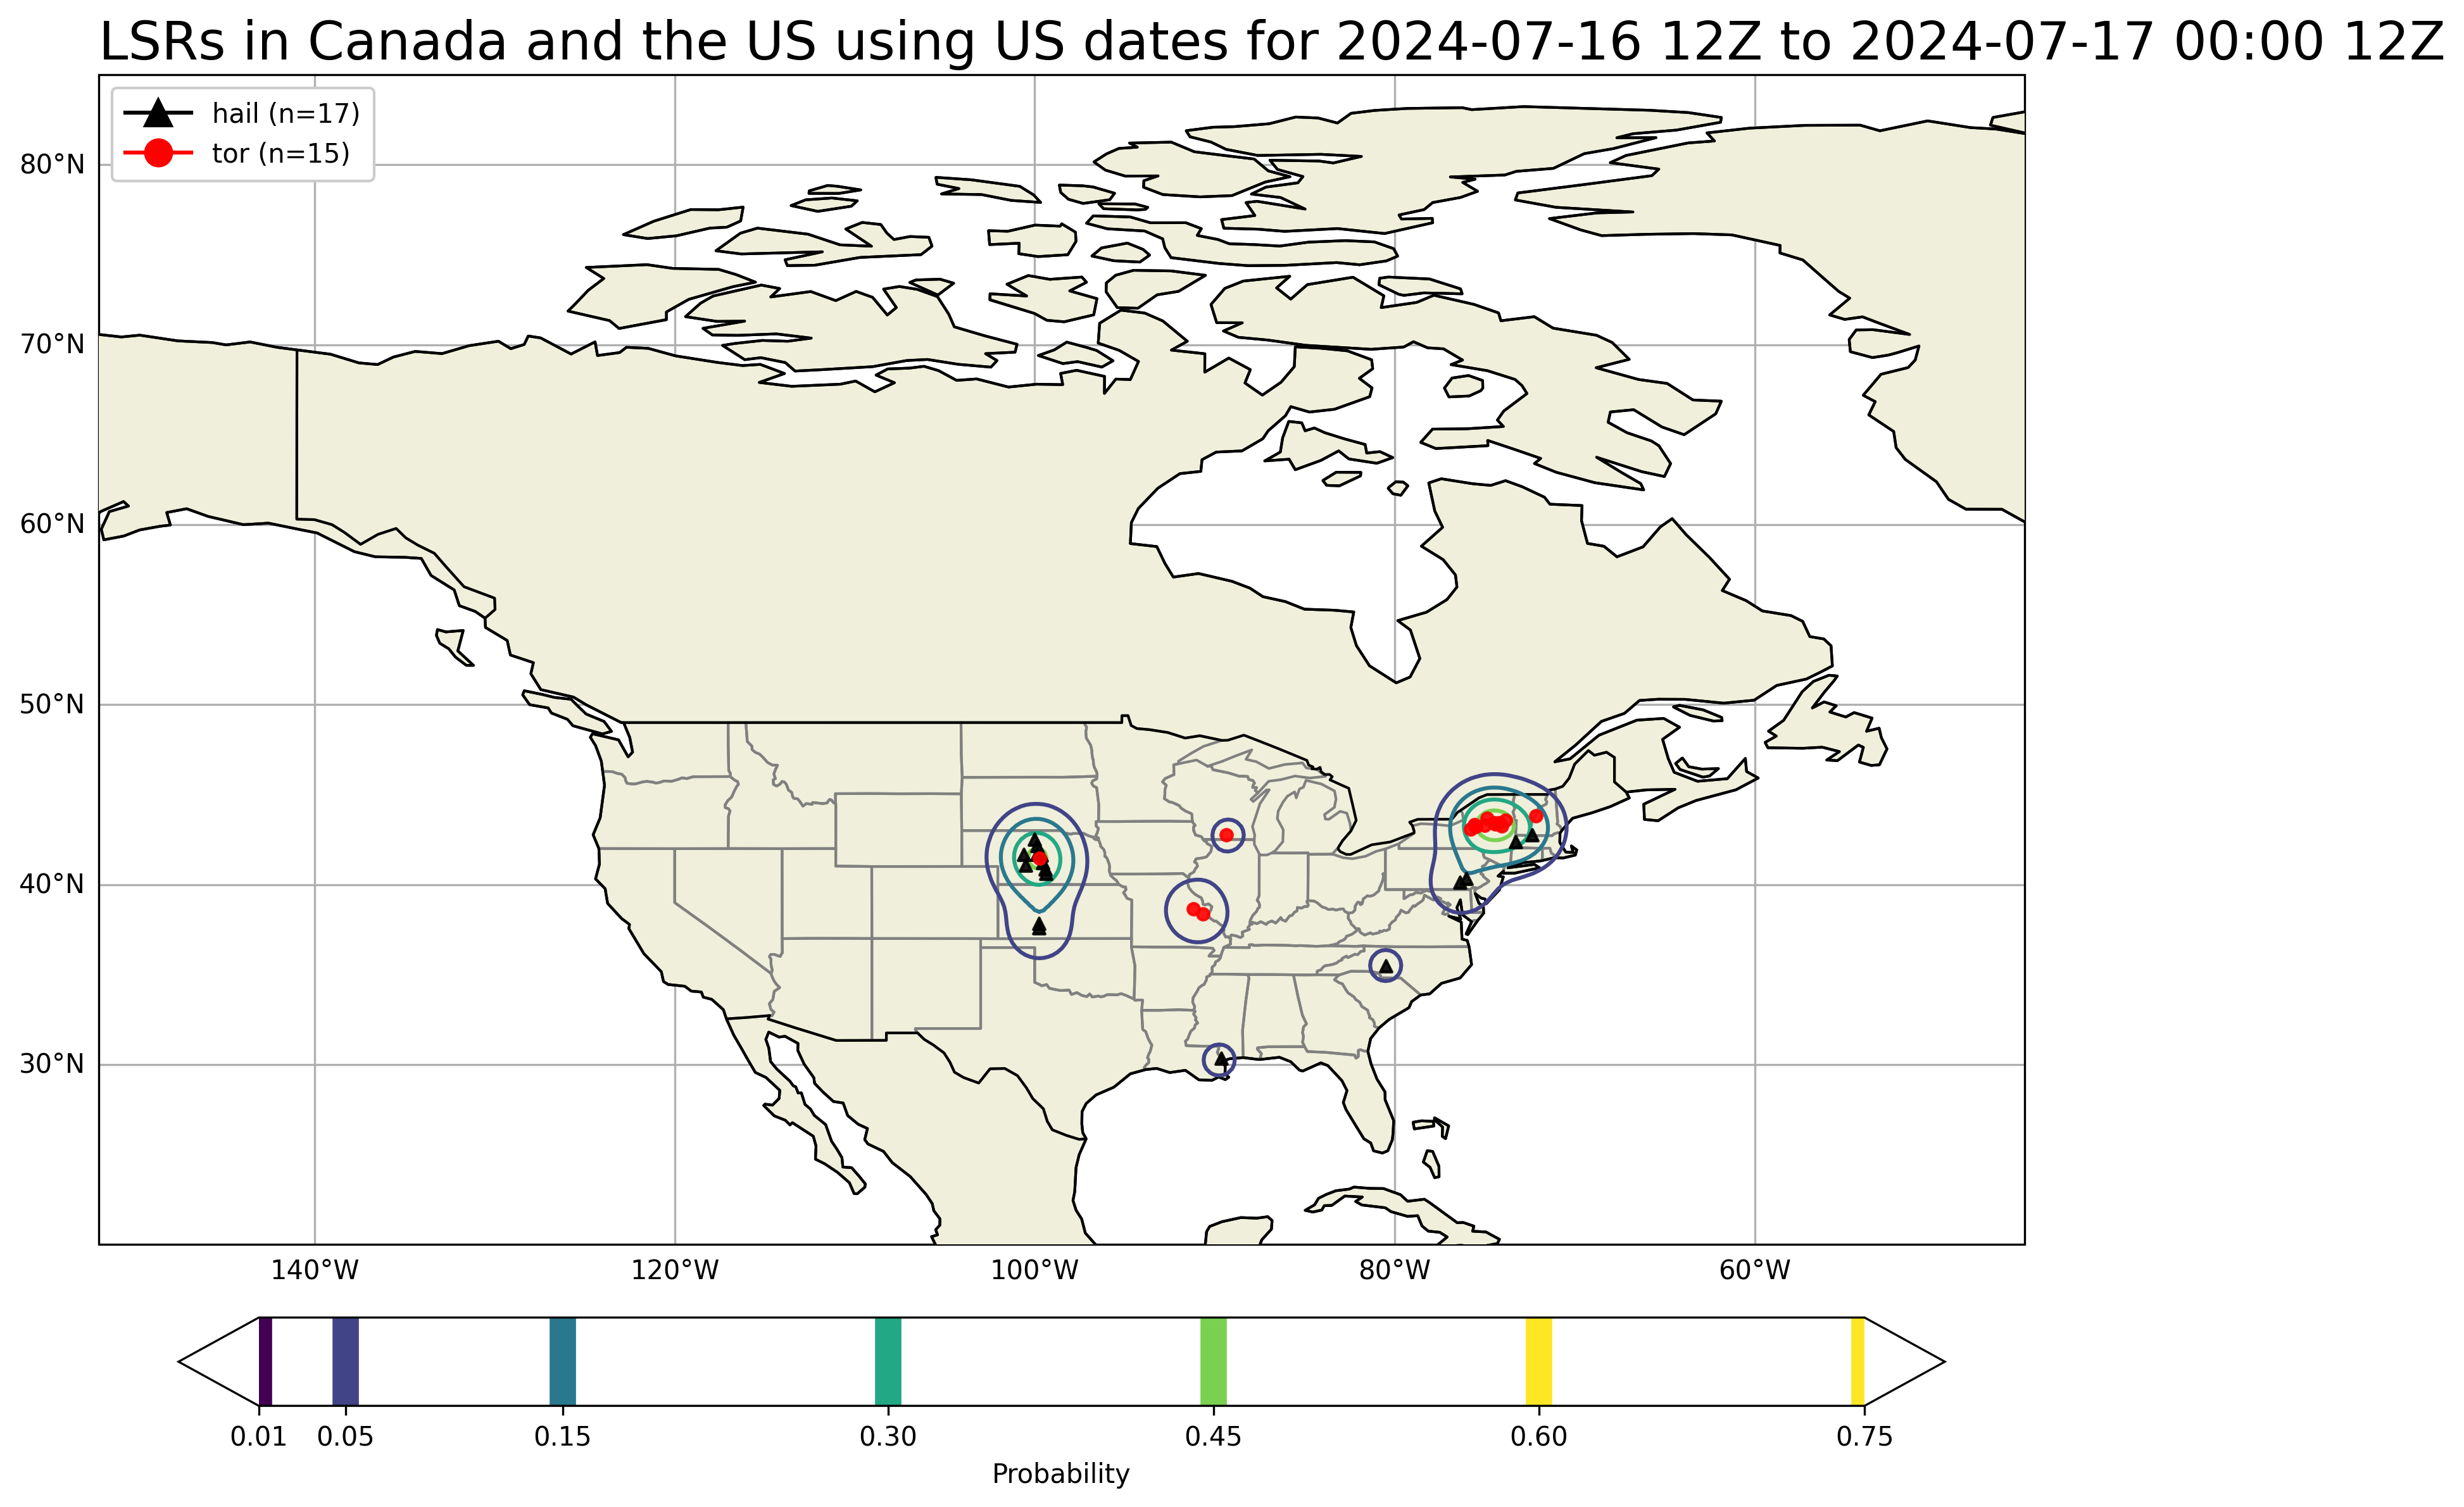 LSRs in Canada and the US using US dates for 2024-07-16 12Z to 2024-07-17 00:00 12Z
hail (n=17)
tor (n=15)
80°N
70°N
60°N
50°N
40°N
30°N
140°W 120°W 100°W 80°W 60°W
0.01 0.05 0.15 0.30 0.45 0.60 0.75
Probability